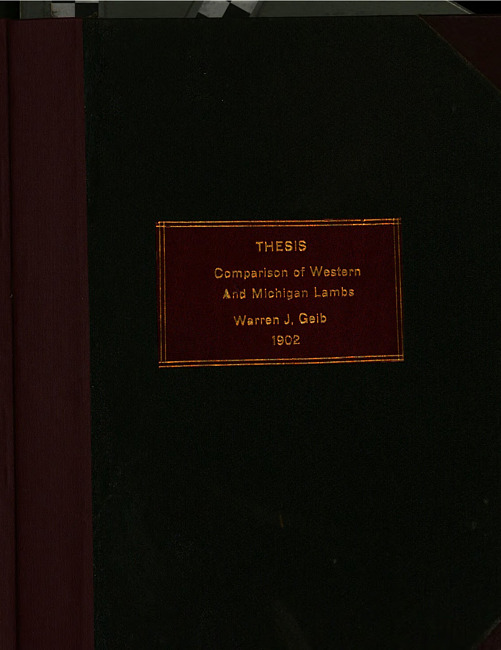 THESIS
Comparison of Western
And Michigan Lambs
Warren J. Geib
1902